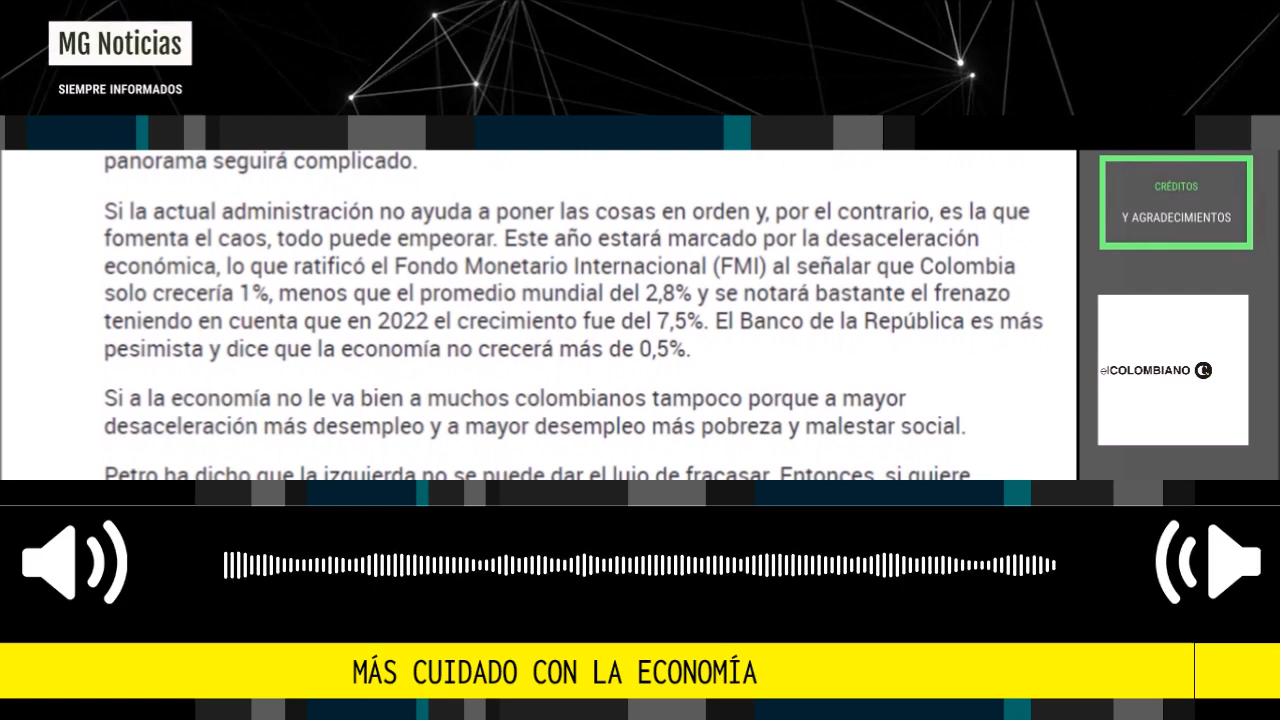 MG Noticias
SIEMPRE INFORMADOS
panorama seguirá complicado.
Si la actual administración no ayuda a poner las cosas en orden y, por el contrario, es la que
fomenta el caos, todo puede empeorar. Este año estará marcado por la desaceleración
económica, lo que ratificó el Fondo Monetario Internacional (FMI) al señalar que Colombia
solo crecería 1%, menos que el promedio mundial del 2,8% y se notará bastante el frenazo
teniendo en cuenta que en 2022 el crecimiento fue del 7,5%. El Banco de la República es más
pesimista y dice que la economía no crecerá más de 0,5%.
Si a la economía no le va bien a muchos colombianos tampoco porque a mayor
desaceleración más desempleo y a mayor desempleo más pobreza y malestar social.
Petro ha dicho que la izquierda no se puede dar el lujo de fracasar. Entonces, si quiere
CRÉDITOS
Y AGRADECIMIENTOS
elCOLOMBIANO
MÁS CUIDADO CON LA ECONOMÍA